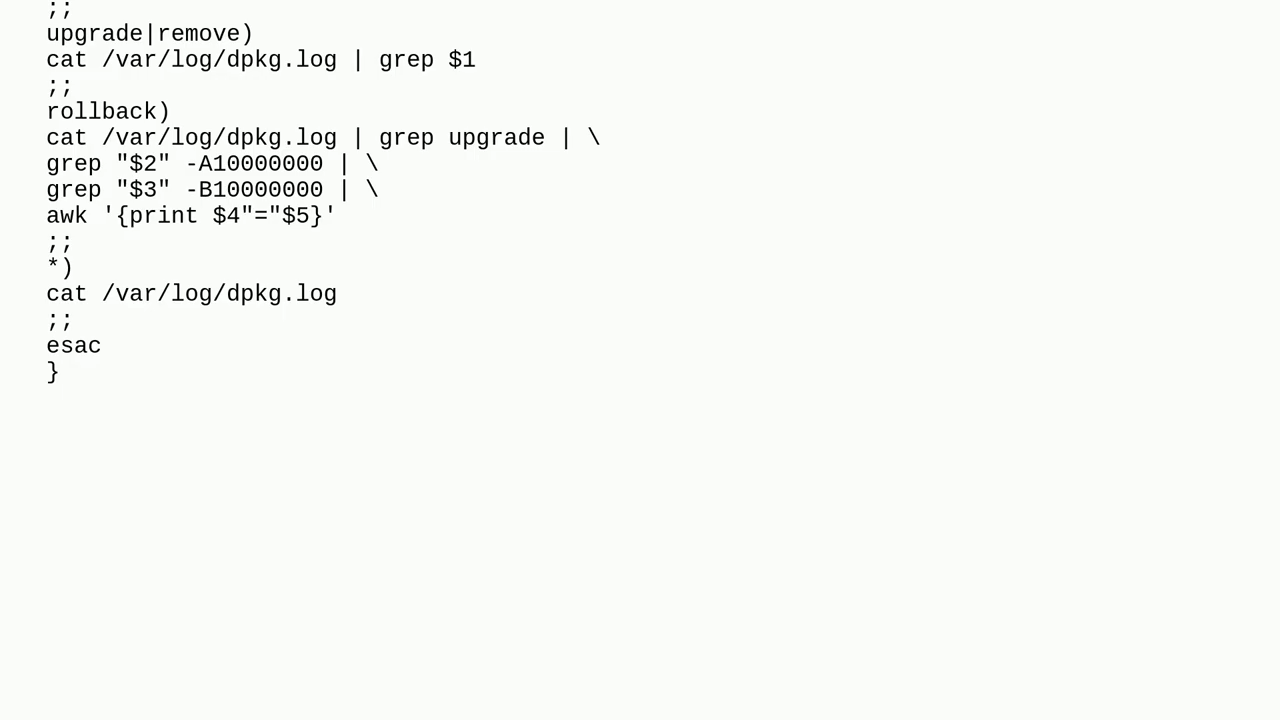 ;;
upgrade|remove)
cat /var/log/dpkg.log | grep $1
;;
rollback)
cat /var/log/dpkg.log | grep upgrade | \
grep "$2" -A10000000 | \
grep "$3" -B10000000 | \
awk '{print $4"="$5}'
;;
*)
cat /var/log/dpkg.log
;;
esac
}